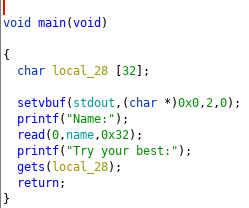 void main(void)
{
char local_28 [32];
setvbuf(stdout,(char *)0x0,2,0);
printf("Name:");
read(0,name,0x32);
printf("Try your best:");
gets(local_28);
return;
}